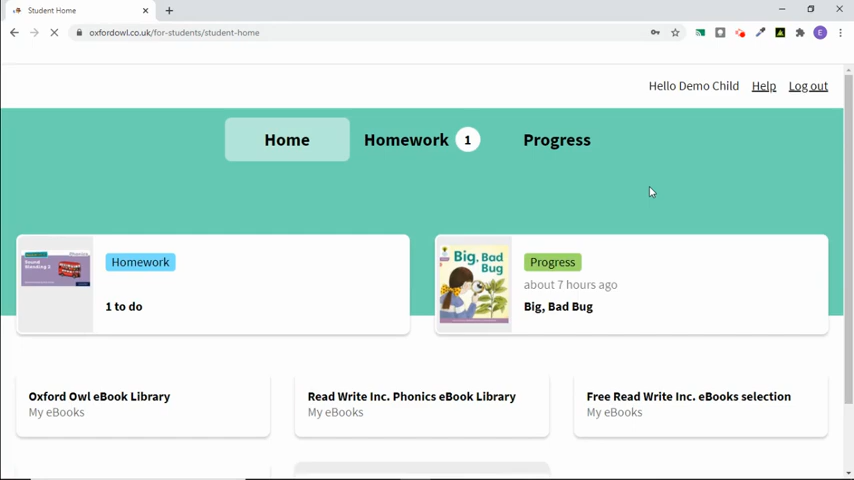 Student Home
oxfordowl.co.uk/for-students/student-home
E
Hello Demo Child Help Log out
Home Homework 1 Progress
Homework
1 to do
Big, Bad
Bug
Progress
about 7 hours ago
Big, Bad Bug
Oxford Owl eBook Library
My eBooks
Read Write Inc. Phonics eBook Library
My eBooks
Free Read Write Inc. eBooks selection
My eBooks